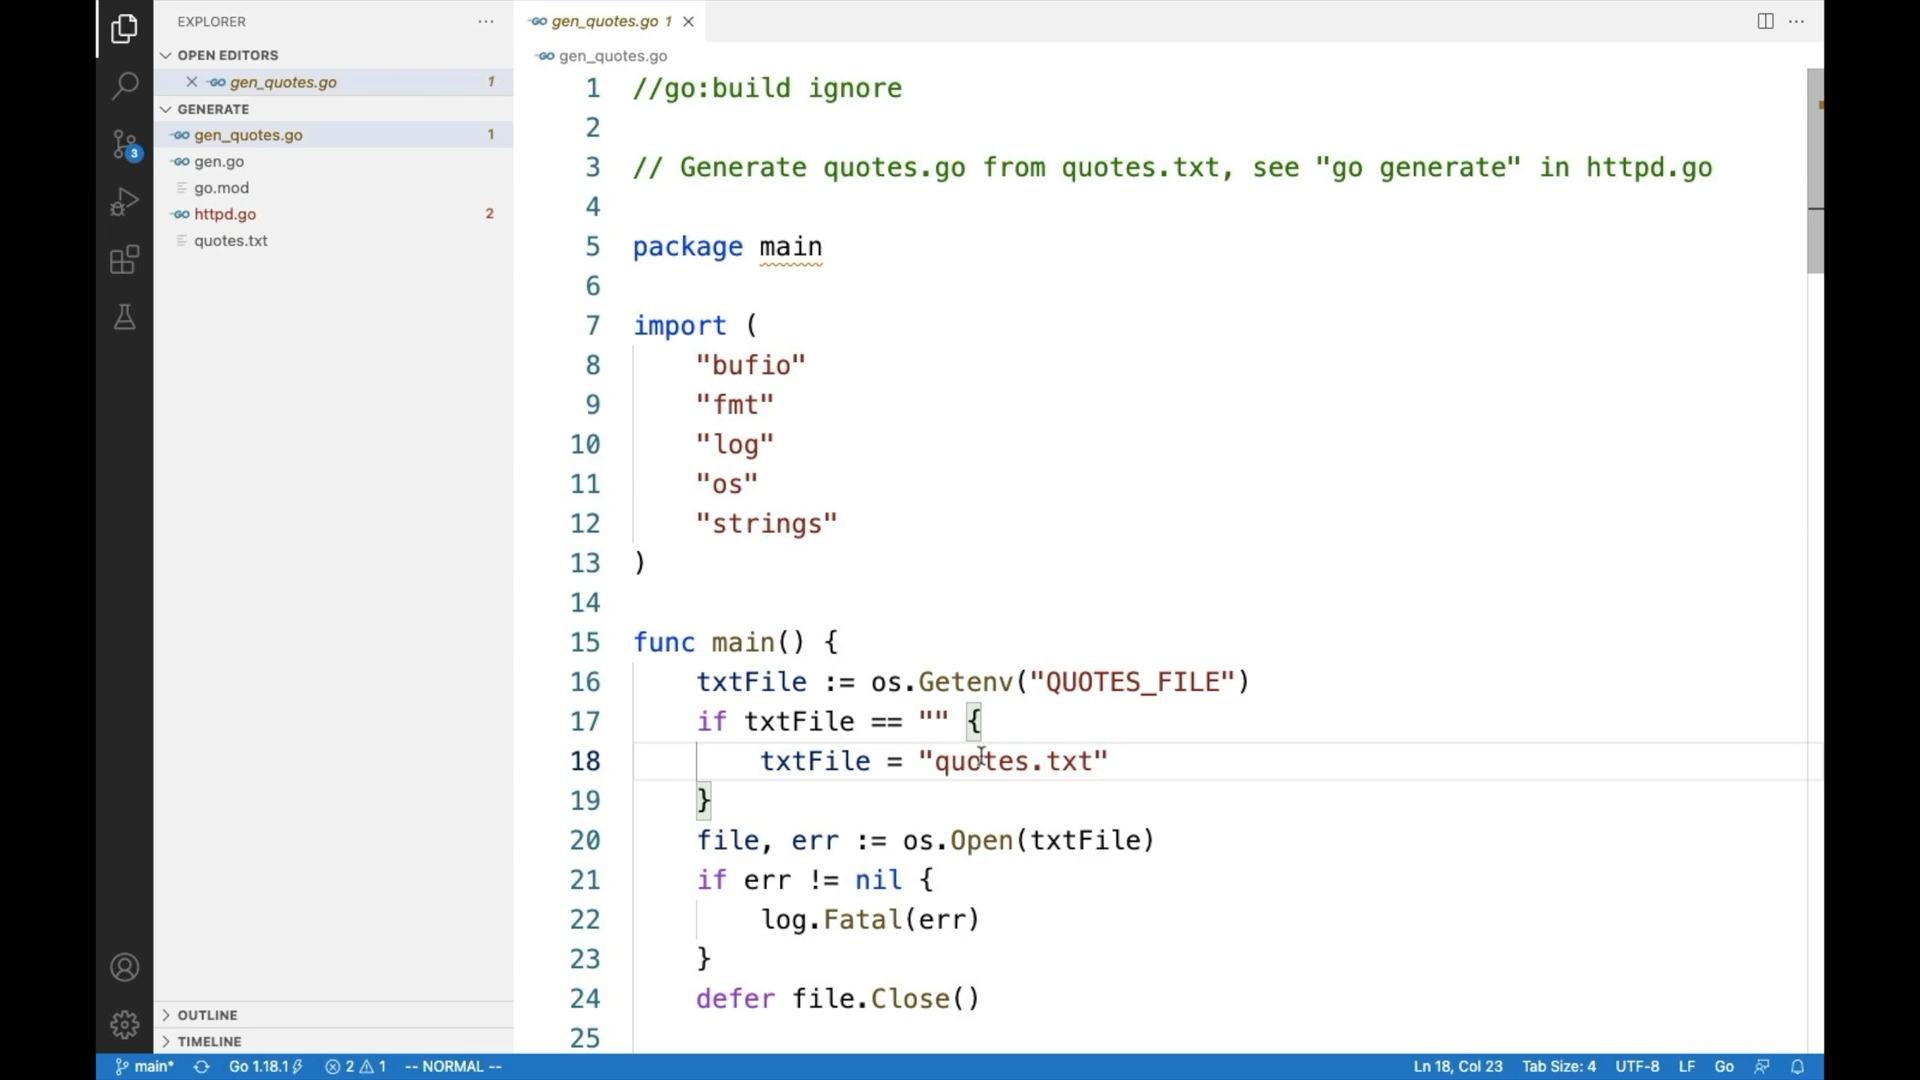 EXPLORER
OPEN EDITORS
gen_quotes.go 1
GENERATE
gen_quotes.go 1
gen.go
go.mod
httpd.go 2
quotes.txt
OUTLINE
TIMELINE
gen_quotes.go 1
gen_quotes.go
1 //go:build ignore
2
3 // Generate quotes.go from quotes.txt, see "go generate" in httpd.go
4
5 package main
6
7 import (
8 "bufio"
9 "fmt"
10 "log"
11 "os"
12 "strings"
13 )
14
15 func main() {
16 txtFile := os.Getenv("QUOTES_FILE")
17 if txtFile == "" {
18 txtFile = "quotes.txt"
19 }
20 file, err := os.Open(txtFile)
21 if err != nil {
22 log.Fatal(err)
23 }
24 defer file.Close()
25
3
main* Go 1.18.1 2 1 -- NORMAL -- Ln 18, Col 23 Tab Size: 4 UTF-8 LF Go